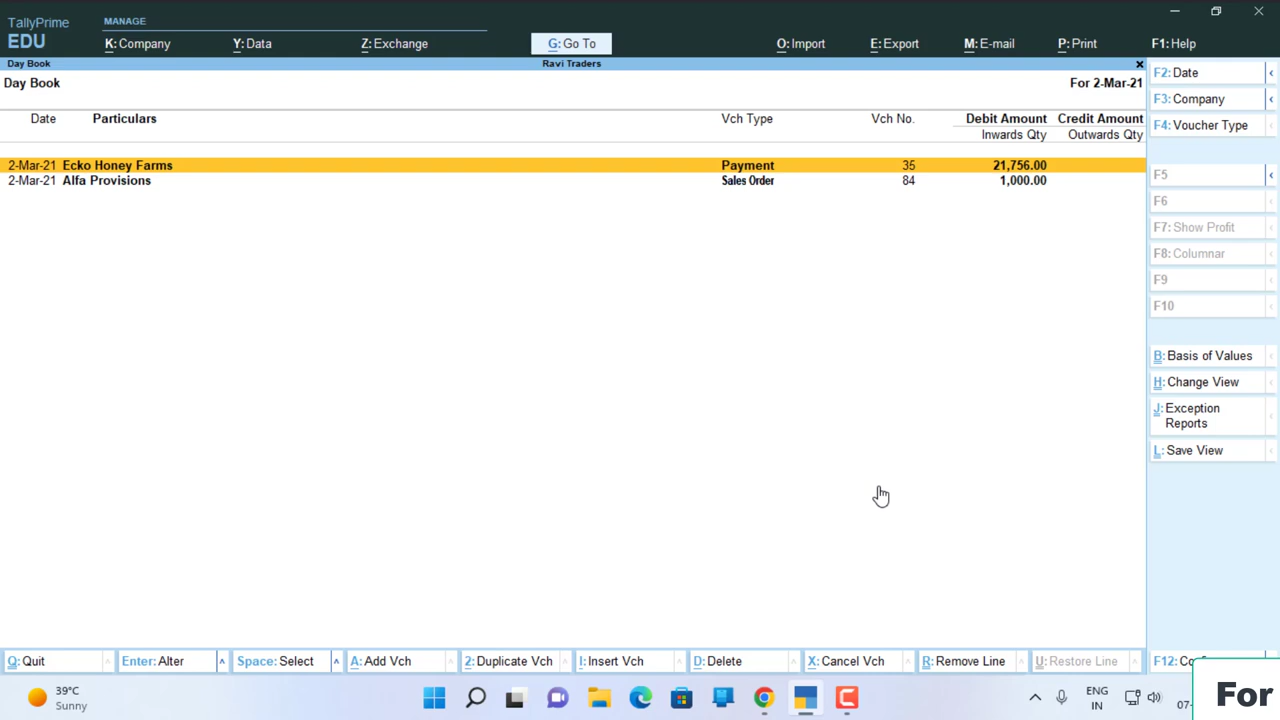 TallyPrime
EDU
MANAGE
K: Company
Y: Data
Z: Exchange
G: Go To
O: Import
E: Export
M: E-mail
P: Print
F1: Help
Day Book
Ravi Traders
Day Book
For 2-Mar-21
Date
Particulars
Vch Type
Vch No.
Debit Amount
Credit Amount
Inwards Qty
Outwards Qty
2-Mar-21 Ecko Honey Farms Payment 35 21,756.00
2-Mar-21 Alfa Provisions Sales Order 84 1,000.00
F2: Date
F3: Company
F4: Voucher Type
F5
F6
F7: Show Profit
F8: Columnar
F9
F10
B: Basis of Values
H: Change View
J: Exception
Reports
L: Save View
Q: Quit
Enter: Alter
Space: Select
A: Add Vch
2: Duplicate Vch
I: Insert Vch
D: Delete
X: Cancel Vch
R: Remove Line
U: Restore Line
F12:
39°C
Sunny
ENG
IN
For